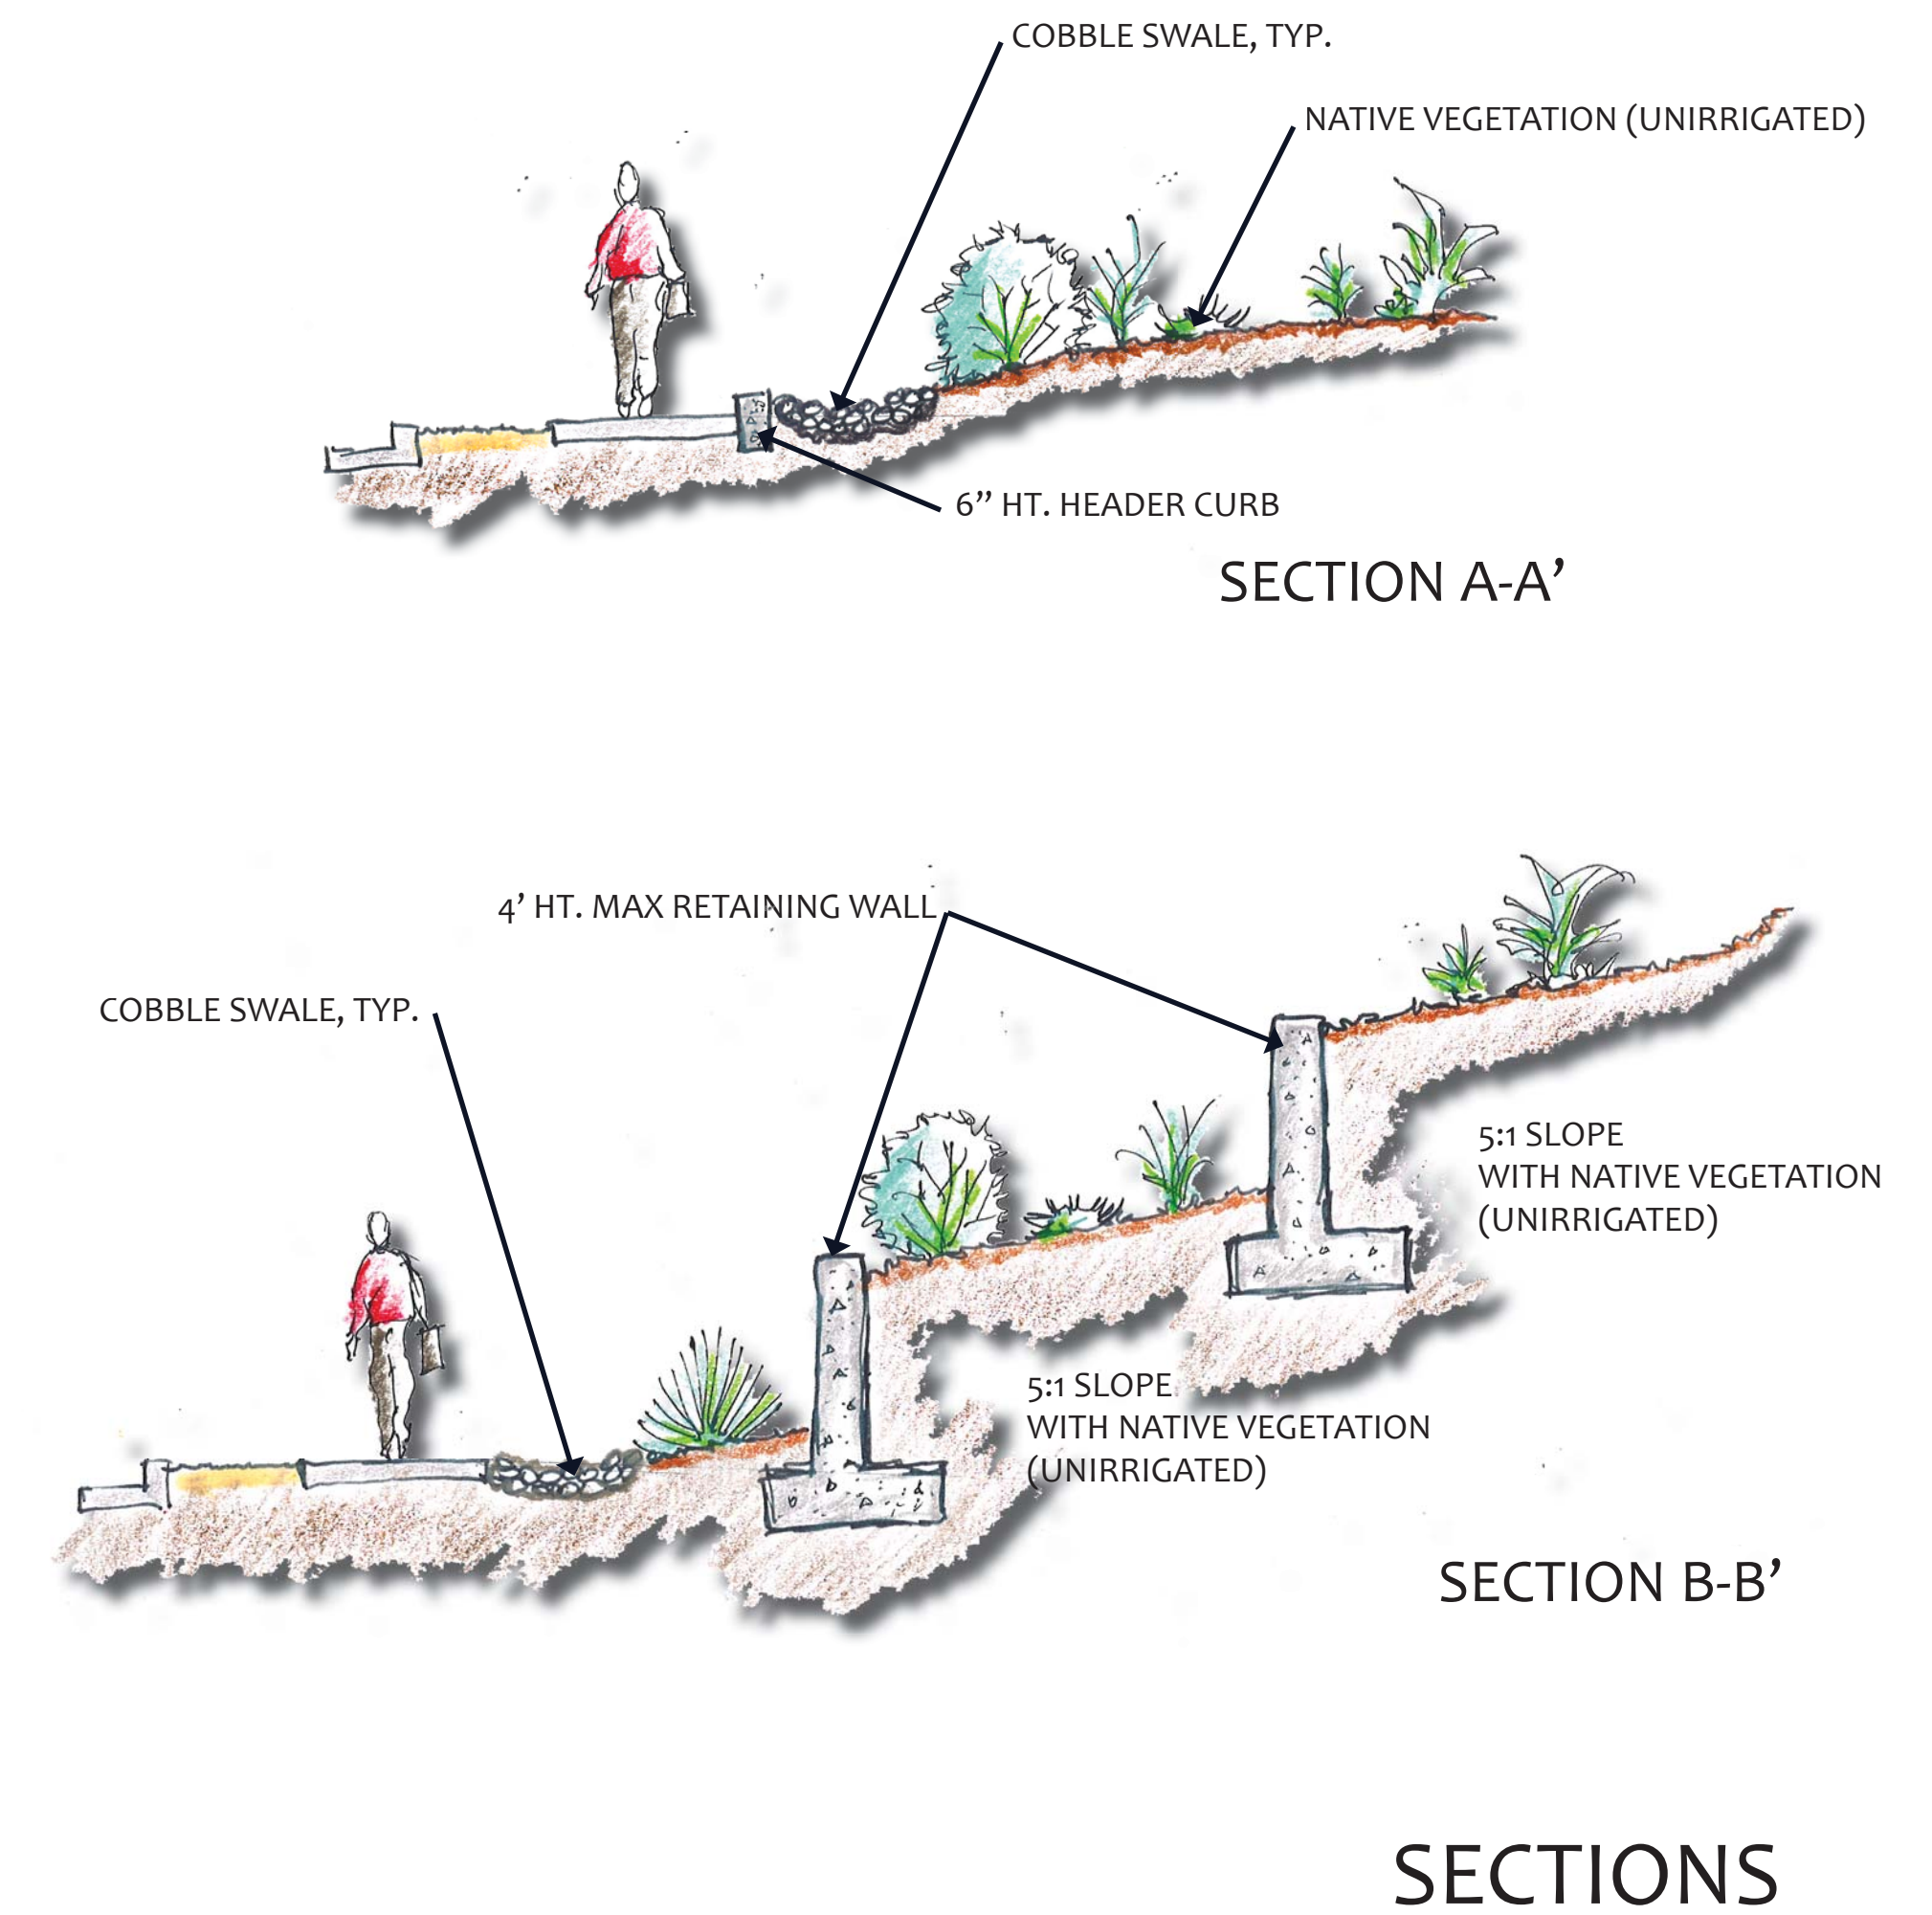 COBBLE SWALE, TYP.
NATIVE VEGETATION (UNIRRIGATED)
6” HT. HEADER CURB
SECTION A-A’
4’ HT. MAX RETAINING WALL
COBBLE SWALE, TYP.
5:1 SLOPE
WITH NATIVE VEGETATION
(UNIRRIGATED)
5:1 SLOPE
WITH NATIVE VEGETATION
(UNIRRIGATED)
SECTION B-B’
SECTIONS